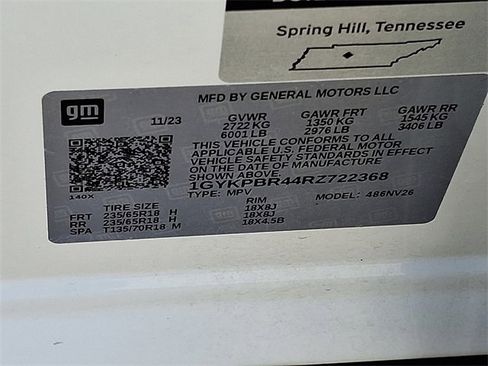 Spring Hill, Tennessee
gm
MFD BY GENERAL MOTORS LLC
11/23 GVWR GAWR FRT GAWR RR
2722 KG 1350 KG 1545 KG
6001 LB 2976 LB 3406 LB
THIS VEHICLE CONFORMS TO ALL
APPLICABLE U.S. FEDERAL MOTOR
VEHICLE SAFETY AND THEFT
PREVENTION STANDARDS IN EFFECT
ON THE DATE OF MANUFACTURE
SHOWN ABOVE.
1GYKPBR44RZ722368
140X TYPE: MPV MODEL: 486NV26
TIRE SIZE RIM
FRT 235/65R18 H 18X8J
RR 235/65R18 H 18X8J
SPA T135/70R18 M 18X4.5B